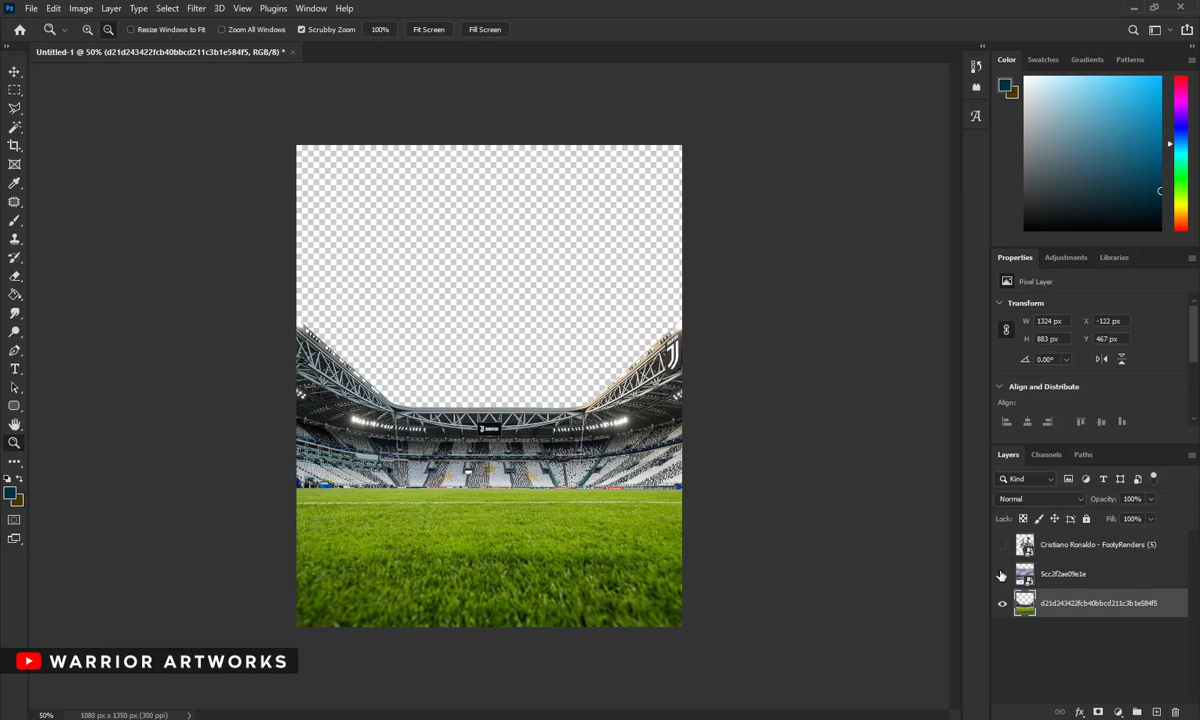 Ps File Edit Image Layer Type Select Filter 3D View Plugins Window Help
Resize Windows to Fit Zoom All Windows Scrubby Zoom 100% Fit Screen Fill Screen
Untitled-1 @ 50% (d21d243422fcb40bbcd211c3b1e584f5, RGB/8) * ×
Color Swatches Gradients Patterns
Properties Adjustments Libraries
Pixel Layer
Transform
W 1324 px X -122 px
H 883 px Y 467 px
0.00°
Align and Distribute
Align:
Layers Channels Paths
Kind
Normal Opacity: 100%
Lock: Fill: 100%
Cristiano Ronaldo - FootyRenders (5)
5cc2f2ae09e1e
d21d243422fcb40bbcd211c3b1e584f5
WARRIOR ARTWORKS
50% 1080 px x 1350 px (300 ppi)